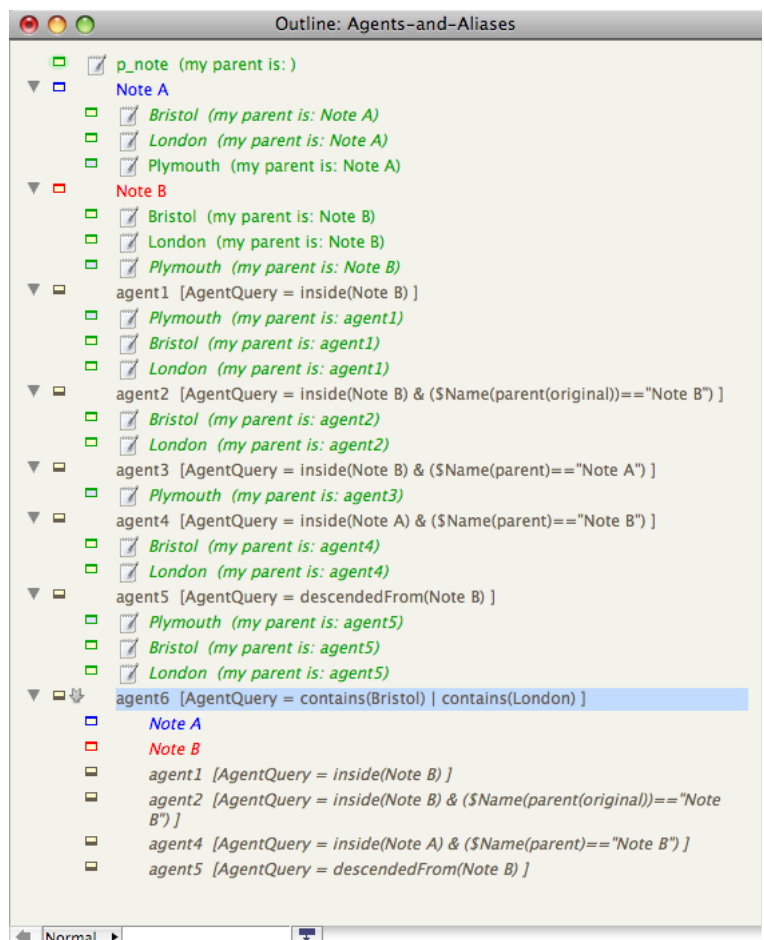 Outline: Agents-and-Aliases
p_note (my parent is: )
Note A
Bristol (my parent is: Note A)
London (my parent is: Note A)
Plymouth (my parent is: Note A)
Note B
Bristol (my parent is: Note B)
London (my parent is: Note B)
Plymouth (my parent is: Note B)
agent1 [AgentQuery = inside(Note B) ]
Plymouth (my parent is: agent1)
Bristol (my parent is: agent1)
London (my parent is: agent1)
agent2 [AgentQuery = inside(Note B) & ($Name(parent(original))=="Note B") ]
Bristol (my parent is: agent2)
London (my parent is: agent2)
agent3 [AgentQuery = inside(Note B) & ($Name(parent)=="Note A") ]
Plymouth (my parent is: agent3)
agent4 [AgentQuery = inside(Note A) & ($Name(parent)=="Note B") ]
Bristol (my parent is: agent4)
London (my parent is: agent4)
agent5 [AgentQuery = descendedFrom(Note B) ]
Plymouth (my parent is: agent5)
Bristol (my parent is: agent5)
London (my parent is: agent5)
agent6 [AgentQuery = contains(Bristol) | contains(London) ]
Note A
Note B
agent1 [AgentQuery = inside(Note B) ]
agent2 [AgentQuery = inside(Note B) & ($Name(parent(original))=="Note
B") ]
agent4 [AgentQuery = inside(Note A) & ($Name(parent)=="Note B") ]
agent5 [AgentQuery = descendedFrom(Note B) ]
Normal